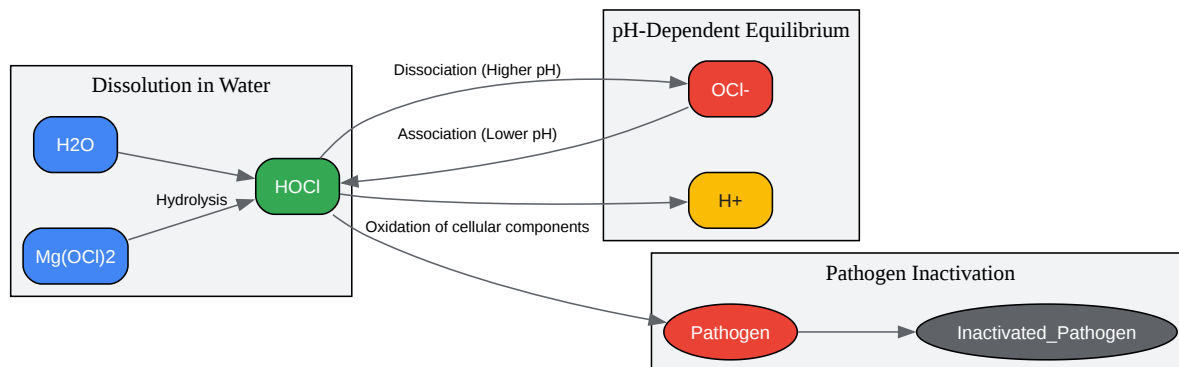 pH-Dependent Equilibrium
Dissolution in Water
Dissociation (Higher pH)
OCl-
H2O
Association (Lower pH)
HOCl
Hydrolysis
H+
Oxidation of cellular components
Mg(OCl)2
Pathogen Inactivation
Pathogen
Inactivated_Pathogen